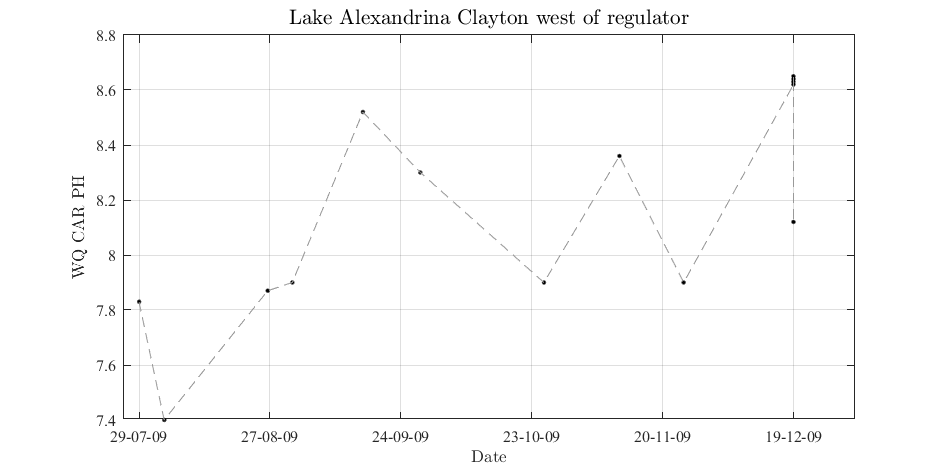 Lake Alexandrina Clayton west of regulator
8.8
8.6
8.4
8.2
8
7.8
7.6
7.4
WQ CAR PH
29-07-09 27-08-09 24-09-09 23-10-09 20-11-09 19-12-09
Date